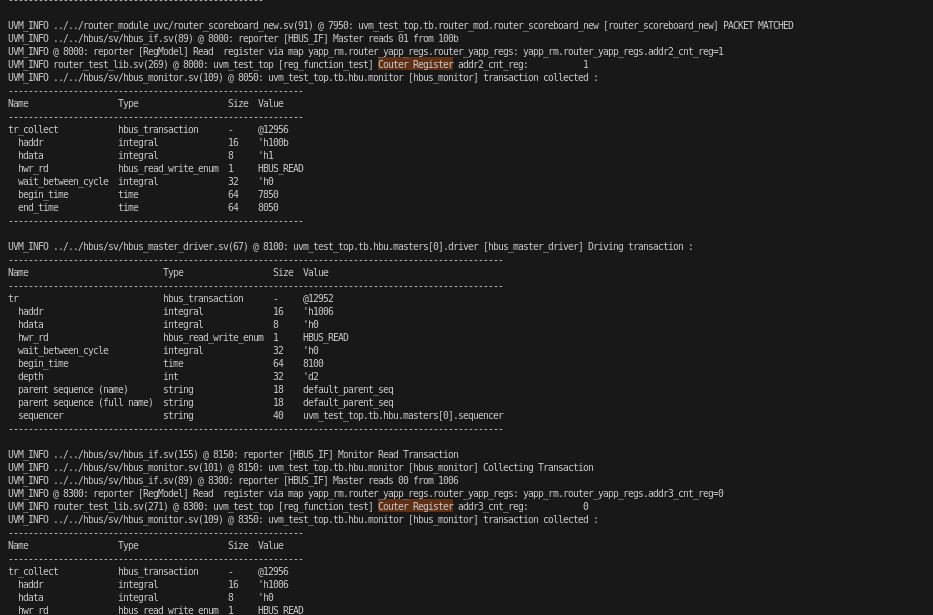 UVM_INFO ../../router_module_uvc/router_scoreboard_new.sv(91) @ 7950: uvm_test_top.tb.router_mod.router_scoreboard_new [router_scoreboard_new] PACKET MATCHED
UVM_INFO ../../hbus/sv/hbus_if.sv(89) @ 8000: reporter [HBUS_IF] Master reads 01 from 100b
UVM_INFO @ 8000: reporter [RegModel] Read  register via map yapp_rm.router_yapp_regs.router_yapp_regs: yapp_rm.router_yapp_regs.addr2_cnt_reg=1
UVM_INFO router_test_lib.sv(269) @ 8000: uvm_test_top [reg_function_test] Couter Register addr2_cnt_reg:           1
UVM_INFO ../../hbus/sv/hbus_monitor.sv(109) @ 8050: uvm_test_top.tb.hbu.monitor [hbus_monitor] transaction collected :
-----------------------------------------------------------
Name                  Type                  Size  Value
-----------------------------------------------------------
tr_collect            hbus_transaction      -     @12956
  haddr               integral              16    'h100b
  hdata               integral              8     'h1
  hwr_rd              hbus_read_write_enum  1     HBUS_READ
  wait_between_cycle  integral              32    'h0
  begin_time          time                  64    7850
  end_time            time                  64    8050
-----------------------------------------------------------
UVM_INFO ../../hbus/sv/hbus_master_driver.sv(67) @ 8100: uvm_test_top.tb.hbu.masters[0].driver [hbus_master_driver] Driving transaction :
---------------------------------------------------------------------------------------------------
Name                           Type                  Size  Value
---------------------------------------------------------------------------------------------------
tr                             hbus_transaction      -     @12952
  haddr                        integral              16    'h1006
  hdata                        integral              8     'h0
  hwr_rd                       hbus_read_write_enum  1     HBUS_READ
  wait_between_cycle           integral              32    'h0
  begin_time                   time                  64    8100
  depth                        int                   32    'd2
  parent sequence (name)       string                18    default_parent_seq
  parent sequence (full name)  string                18    default_parent_seq
  sequencer                    string                40    uvm_test_top.tb.hbu.masters[0].sequencer
---------------------------------------------------------------------------------------------------
UVM_INFO ../../hbus/sv/hbus_if.sv(155) @ 8150: reporter [HBUS_IF] Monitor Read Transaction
UVM_INFO ../../hbus/sv/hbus_monitor.sv(101) @ 8150: uvm_test_top.tb.hbu.monitor [hbus_monitor] Collecting Transaction
UVM_INFO ../../hbus/sv/hbus_if.sv(89) @ 8300: reporter [HBUS_IF] Master reads 00 from 1006
UVM_INFO @ 8300: reporter [RegModel] Read  register via map yapp_rm.router_yapp_regs.router_yapp_regs: yapp_rm.router_yapp_regs.addr3_cnt_reg=0
UVM_INFO router_test_lib.sv(271) @ 8300: uvm_test_top [reg_function_test] Couter Register addr3_cnt_reg:           0
UVM_INFO ../../hbus/sv/hbus_monitor.sv(109) @ 8350: uvm_test_top.tb.hbu.monitor [hbus_monitor] transaction collected :
-----------------------------------------------------------
Name                  Type                  Size  Value
-----------------------------------------------------------
tr_collect            hbus_transaction      -     @12956
  haddr               integral              16    'h1006
  hdata               integral              8     'h0
  hwr_rd              hbus_read_write_enum  1     HBUS_READ